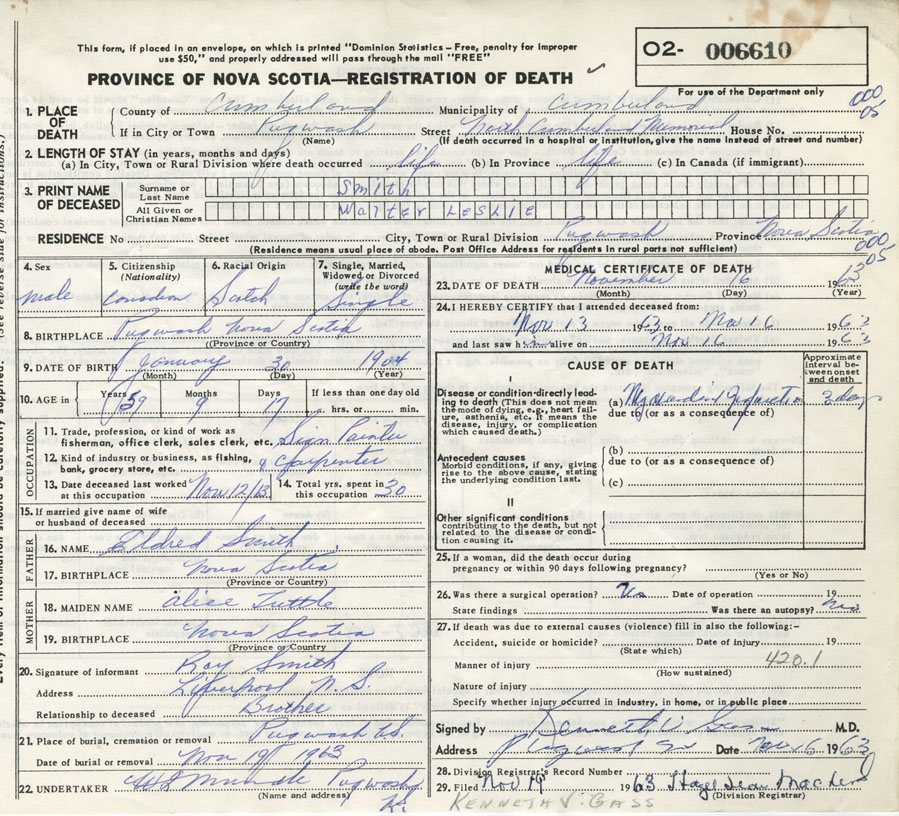 This form, if placed in an envelope, on which is printed "Dominion Statistics - Free, penalty for improper
use $50," and properly addressed will pass through the mail "FREE"
PROVINCE OF NOVA SCOTIA—REGISTRATION OF DEATH
O2- 006610
For use of the Department only
000
05
1. PLACE OF DEATH
County of Cumberland Municipality of Cumberland
If in City or Town Pugwash Street North Cumberland Memorial House No.
(Name) (If death occurred in a hospital or institution, give the name instead of street and number)
2. LENGTH OF STAY (in years, months and days)
(a) In City, Town or Rural Division where death occurred life (b) In Province life (c) In Canada (if immigrant)
3. PRINT NAME OF DECEASED
Surname or Last Name Smith
All Given or Christian Names WALTER LESLIE
RESIDENCE No Street City, Town or Rural Division Pugwash Province Nova Scotia
(Residence means usual place of abode. Post Office Address for residents in rural parts not sufficient)
000
05
4. Sex male
5. Citizenship (Nationality) Canadian
6. Racial Origin Scotch
7. Single, Married, Widowed or Divorced (write the word) Single
8. BIRTHPLACE Pugwash Nova Scotia
(Province or Country)
9. DATE OF BIRTH January 30 1904
(Month) (Day) (Year)
10. AGE in Years 59 Months 9 Days 17 If less than one day old hrs. or min.
OCCUPATION
11. Trade, profession, or kind of work as fisherman, office clerk, sales clerk, etc. Sign Painter
12. Kind of industry or business, as fishing, bank, grocery store, etc. & Carpenter
13. Date deceased last worked at this occupation Nov 12/63
14. Total yrs. spent in this occupation 30
15. If married give name of wife or husband of deceased
FATHER
16. NAME Eldred Smith
17. BIRTHPLACE Nova Scotia
(Province or Country)
MOTHER
18. MAIDEN NAME Alice Tuttle
19. BIRTHPLACE Nova Scotia
(Province or Country)
20. Signature of informant Roy Smith
Address Liverpool N.S.
Relationship to deceased Brother
21. Place of burial, cremation or removal Pugwash N.S.
Date of burial or removal Nov 19 1963
22. UNDERTAKER Pugwash
(Name and address)
MEDICAL CERTIFICATE OF DEATH
23. DATE OF DEATH November 16 1963
(Month) (Day) (Year)
24. I HEREBY CERTIFY that I attended deceased from:
Nov 13 1963 to Nov 16 1963
and last saw h alive on Nov 16 1963
CAUSE OF DEATH
Approximate interval between onset and death
I
Disease or condition directly leading to death (This does not mean the mode of dying, e.g., heart failure, asthenia, etc. it means the disease, injury, or complication which caused death.)
(a) Myocardial Infarction 3 days
due to (or as a consequence of)
Antecedent causes
Morbid conditions, if any, giving rise to the above cause, stating the underlying condition last.
(b)
due to (or as a consequence of)
(c)
II
Other significant conditions
contributing to the death, but not related to the disease or condition causing it.
25. If a woman, did the death occur during pregnancy or within 90 days following pregnancy?
(Yes or No)
26. Was there a surgical operation? Date of operation 19
State findings Was there an autopsy?
27. If death was due to external causes (violence) fill in also the following:-
Accident, suicide or homicide? Date of injury 19
(State which)
Manner of injury 420.1
(How sustained)
Nature of injury
Specify whether injury occurred in industry, in home, or in public place
Signed by Kenneth V Gass M.D.
Address Pugwash Date Nov 16 1963
28. Division Registrar's Record Number
29. Filed Nov 19 1963 Hazel Jean
(Division Registrar)
KENNETH V. GASS